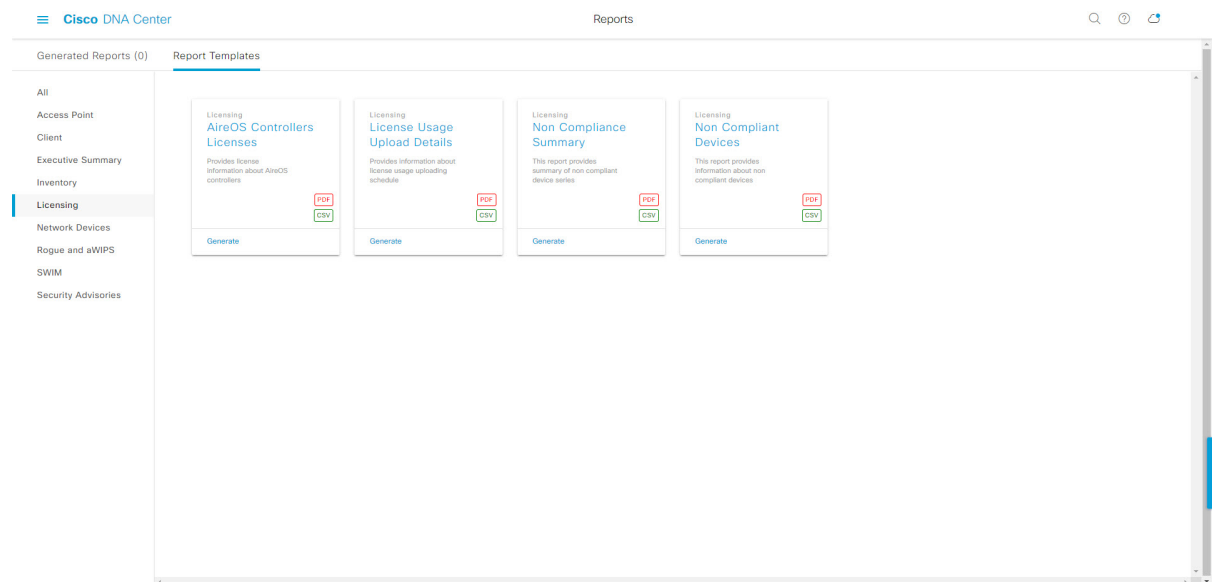 Cisco DNA Center
Reports
Generated Reports (0)
Report Templates
All
Access Point
Client
Executive Summary
Inventory
Licensing
Network Devices
Rogue and aWIPS
SWIM
Security Advisories
Licensing
AireOS Controllers
Licenses
Provides license
information about AireOS
controllers
PDF
CSV
Generate
Licensing
License Usage
Upload Details
Provides information about
license usage uploading
schedule
PDF
CSV
Generate
Licensing
Non Compliance
Summary
This report provides
summary of non compliant
device series
PDF
CSV
Generate
Licensing
Non Compliant
Devices
This report provides
information about non
compliant devices
PDF
CSV
Generate